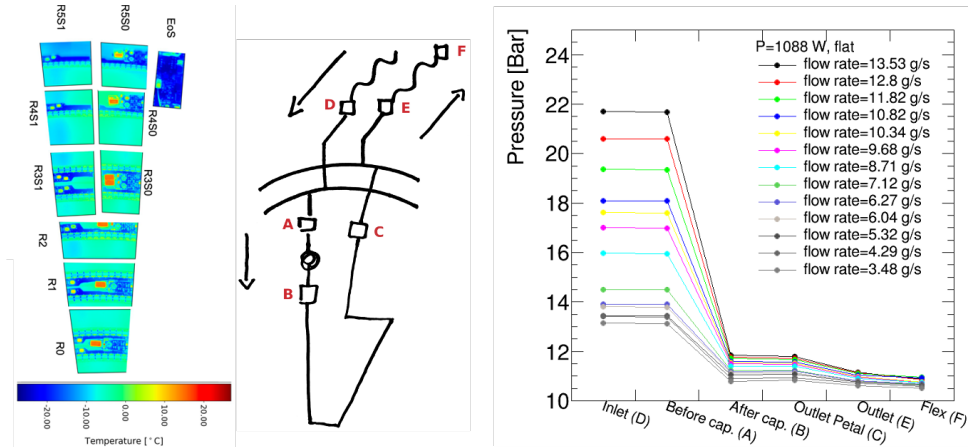 R5S1
R5S0
EoS
R4S1
R4S0
R3S1
R3S0
R2
R1
R0
-20.00
-10.00
0.00
10.00
20.00
Temperature [°C]
F
D
E
A
C
B
Pressure [Bar]
24
22
20
18
16
14
12
10
P=1088 W, flat
flow rate=13.53 g/s
flow rate=12.8 g/s
flow rate=11.82 g/s
flow rate=10.82 g/s
flow rate=10.34 g/s
flow rate=9.68 g/s
flow rate=8.71 g/s
flow rate=7.12 g/s
flow rate=6.27 g/s
flow rate=6.04 g/s
flow rate=5.32 g/s
flow rate=4.29 g/s
flow rate=3.48 g/s
Inlet (D)
Before cap. (A)
After cap. (B)
Outlet Petal (C)
Outlet (E)
Flex (F)